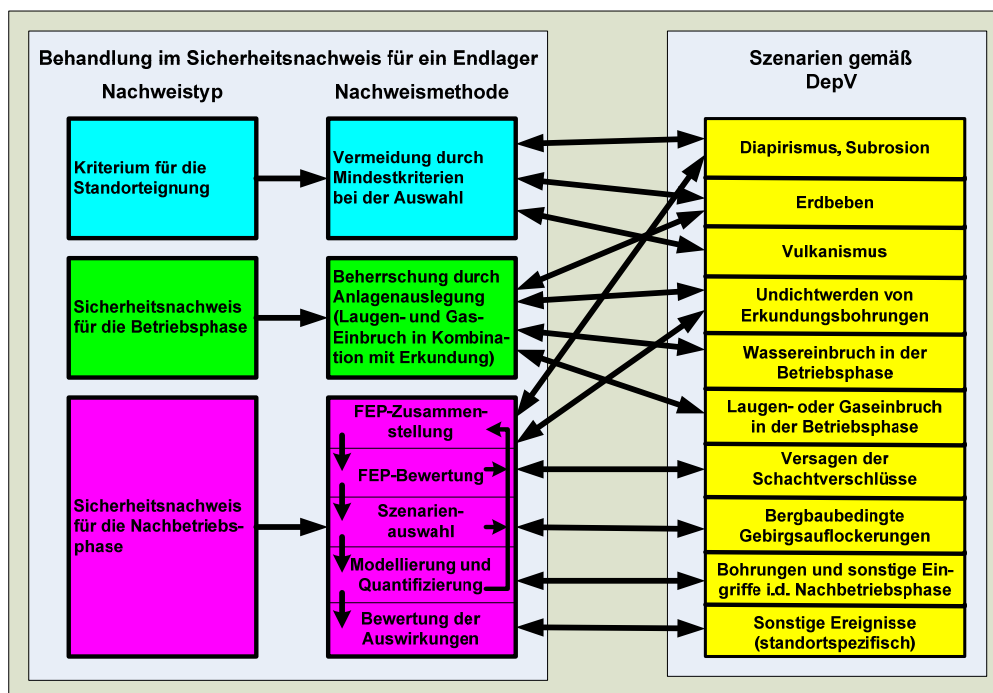 Behandlung im Sicherheitsnachweis für ein Endlager
Nachweistyp
Nachweismethode
Kriterium für die
Standorteignung
Vermeidung durch
Mindestkriterien
bei der Auswahl
Sicherheitsnachweis
für die Betriebsphase
Beherrschung durch
Anlagenauslegung
(Laugen- und Gas-
Einbruch in Kombina-
tion mit Erkundung)
Sicherheitsnachweis
für die Nachbetriebs-
phase
FEP-Zusammen-
stellung
FEP-Bewertung
Szenarien-
auswahl
Modellierung und
Quantifizierung
Bewertung der
Auswirkungen
Szenarien gemäß
DepV
Diapirismus, Subrosion
Erdbeben
Vulkanismus
Undichtwerden von
Erkundungsbohrungen
Wassereinbruch in der
Betriebsphase
Laugen- oder Gaseinbruch
in der Betriebsphase
Versagen der
Schachtverschlüsse
Bergbaubedingte
Gebirgsauflockerungen
Bohrungen und sonstige Ein-
griffe i.d. Nachbetriebsphase
Sonstige Ereignisse
(standortspezifisch)